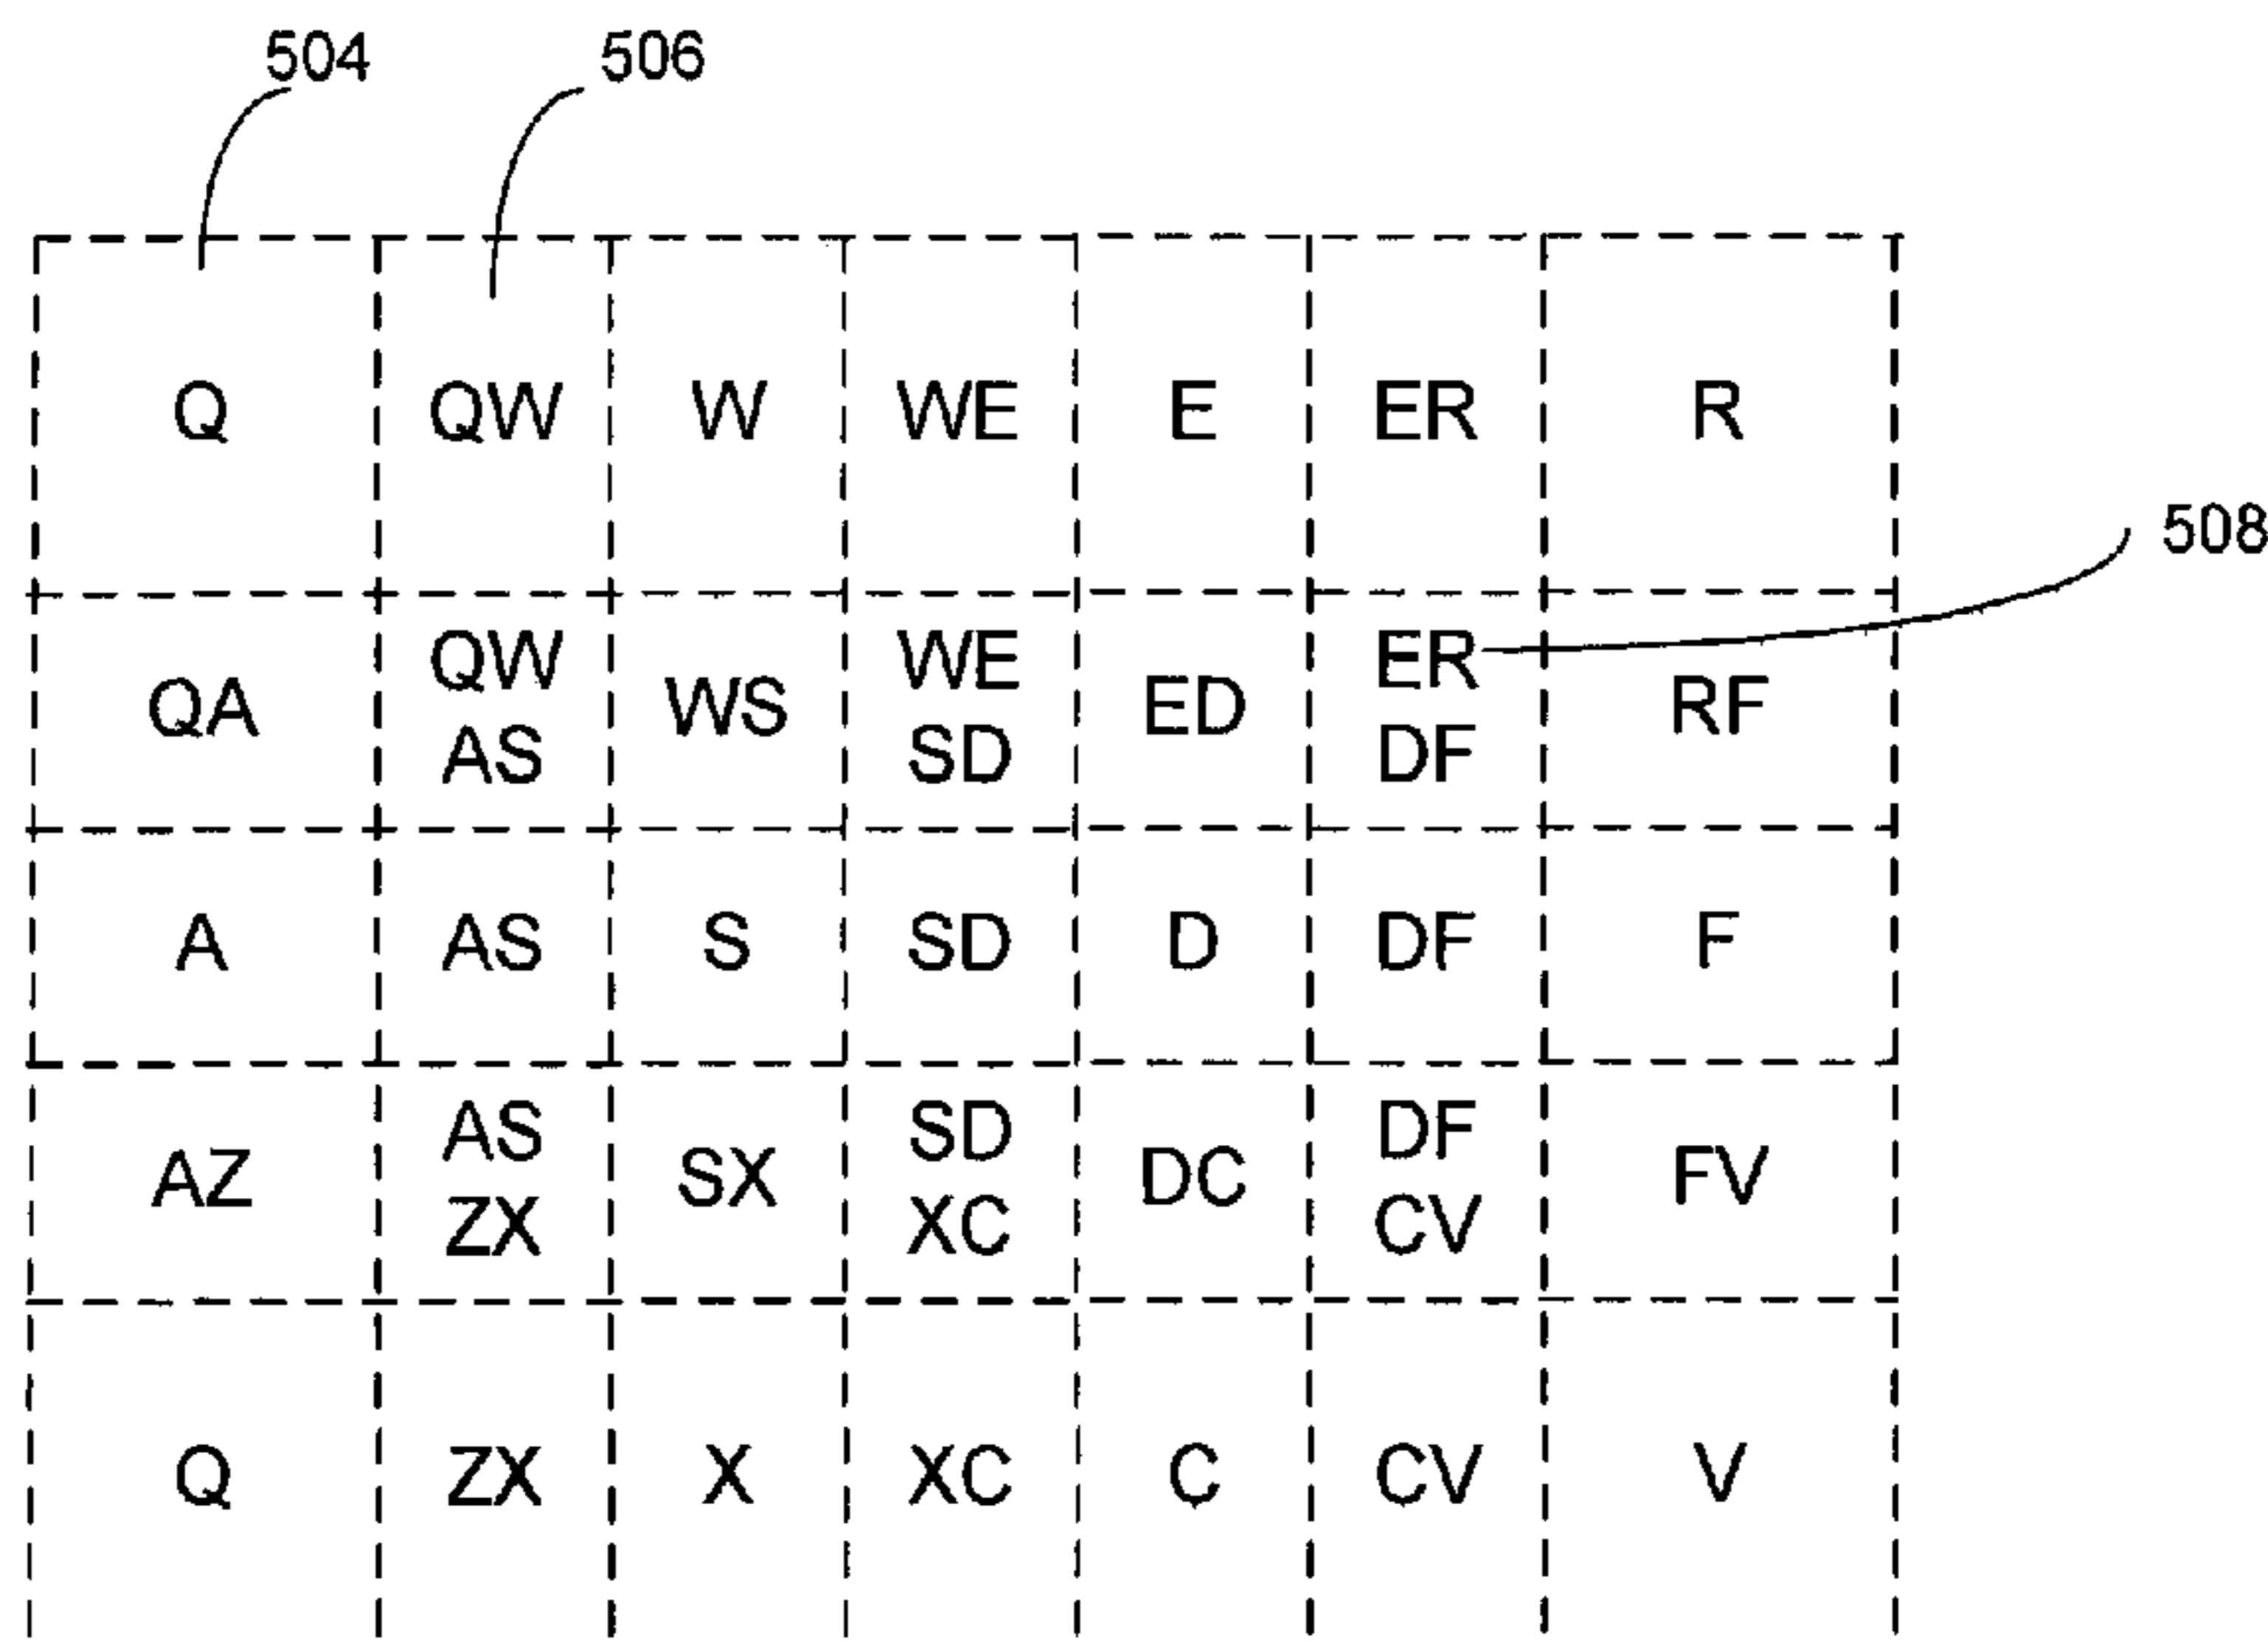 504 506
Q QW W WE E ER R
508
QW WE ER
QA WS ED RF
AS SD DF
A AS S SD D DF F
AS SD DF
AZ SX DC FV
ZX XC CV
Q ZX X XC C CV V